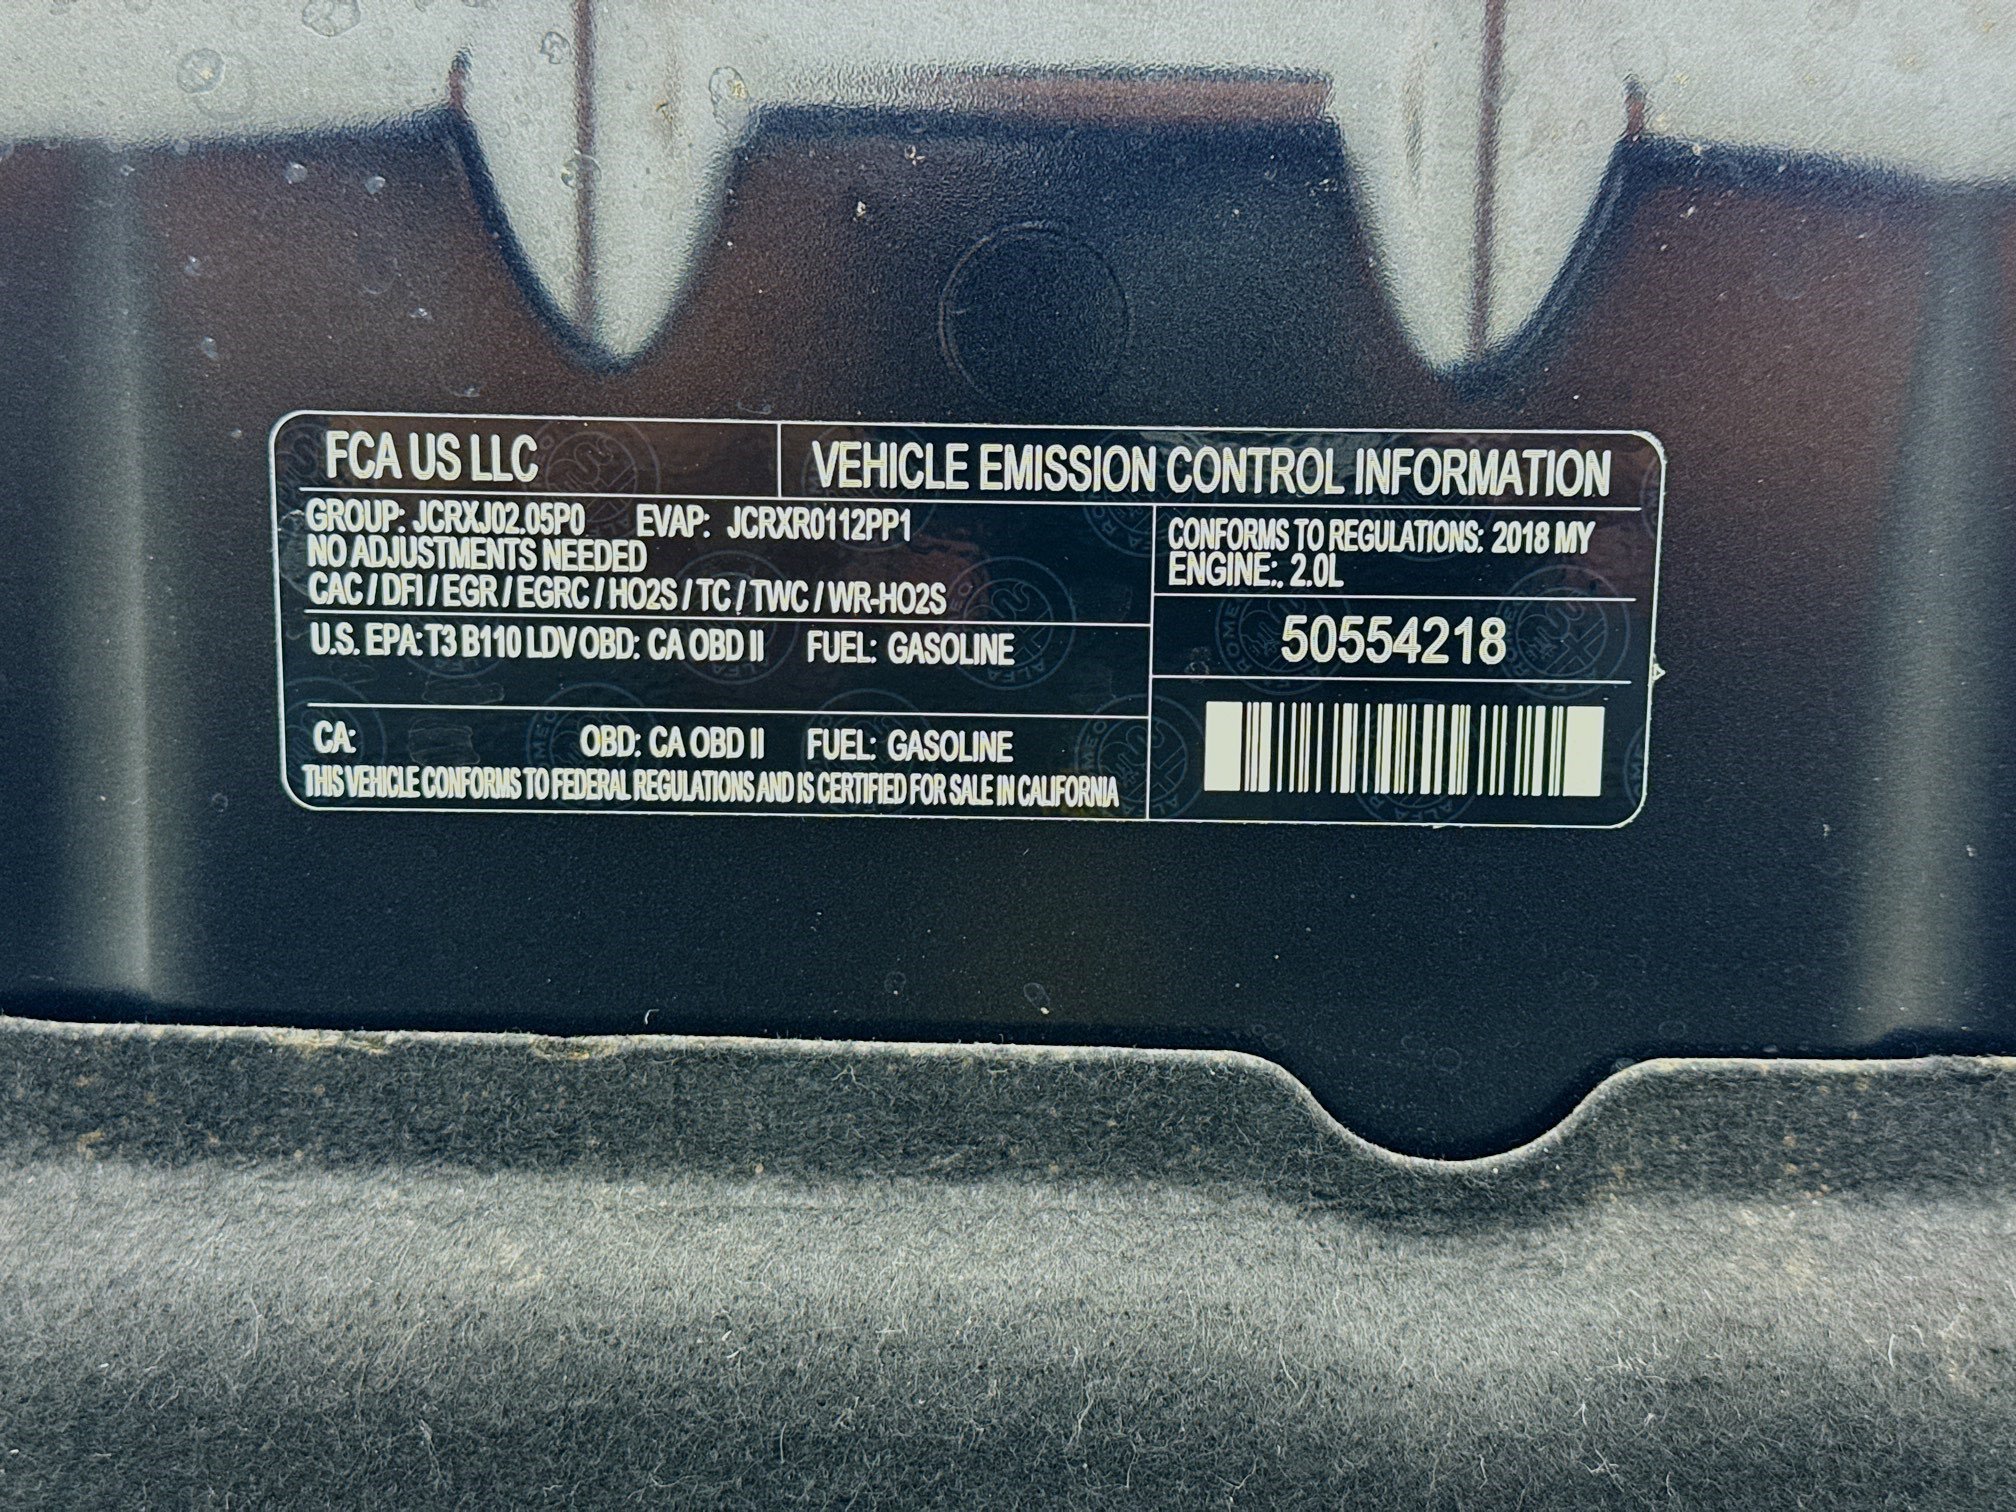 FCA US LLC
VEHICLE EMISSION CONTROL INFORMATION
GROUP: JCRXJ02.05P0 EVAP: JCRXR0112PP1
NO ADJUSTMENTS NEEDED
CAC / DFI / EGR / EGRC / HO2S / TC / TWC / WR-HO2S
U.S. EPA: T3 B110 LDV OBD: CA OBD II FUEL: GASOLINE
CA: OBD: CA OBD II FUEL: GASOLINE
THIS VEHICLE CONFORMS TO FEDERAL REGULATIONS AND IS CERTIFIED FOR SALE IN CALIFORNIA
CONFORMS TO REGULATIONS: 2018 MY
ENGINE:, 2.0L
50554218
ALFA ROMEO